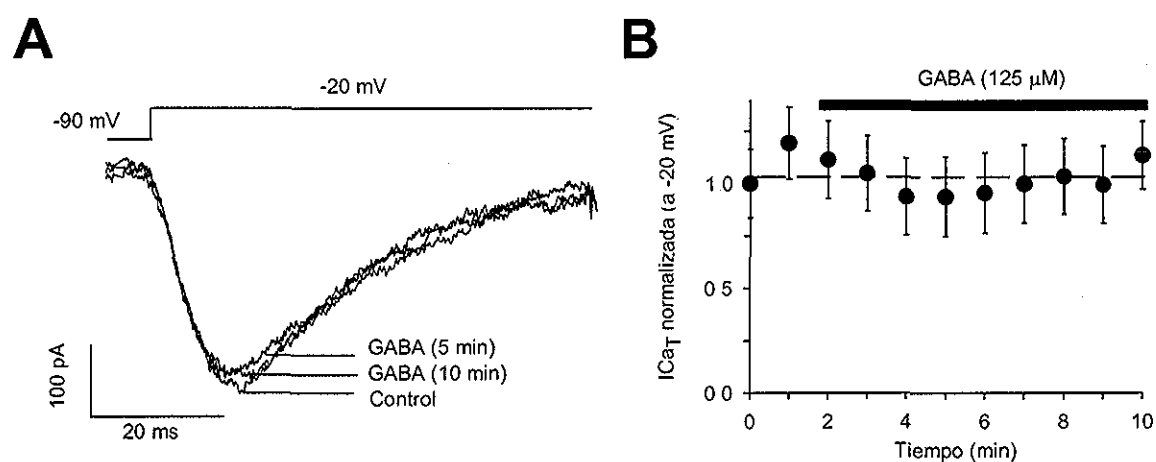 A
-20 mV
-90 mV
GABA (5 min)
GABA (10 min)
Control
100 pA
20 ms
B
GABA (125 μM)
ICaT normalizada (a -20 mV)
1.0
0 5
0 0
0 2 4 6 8 10
Tiempo (min)